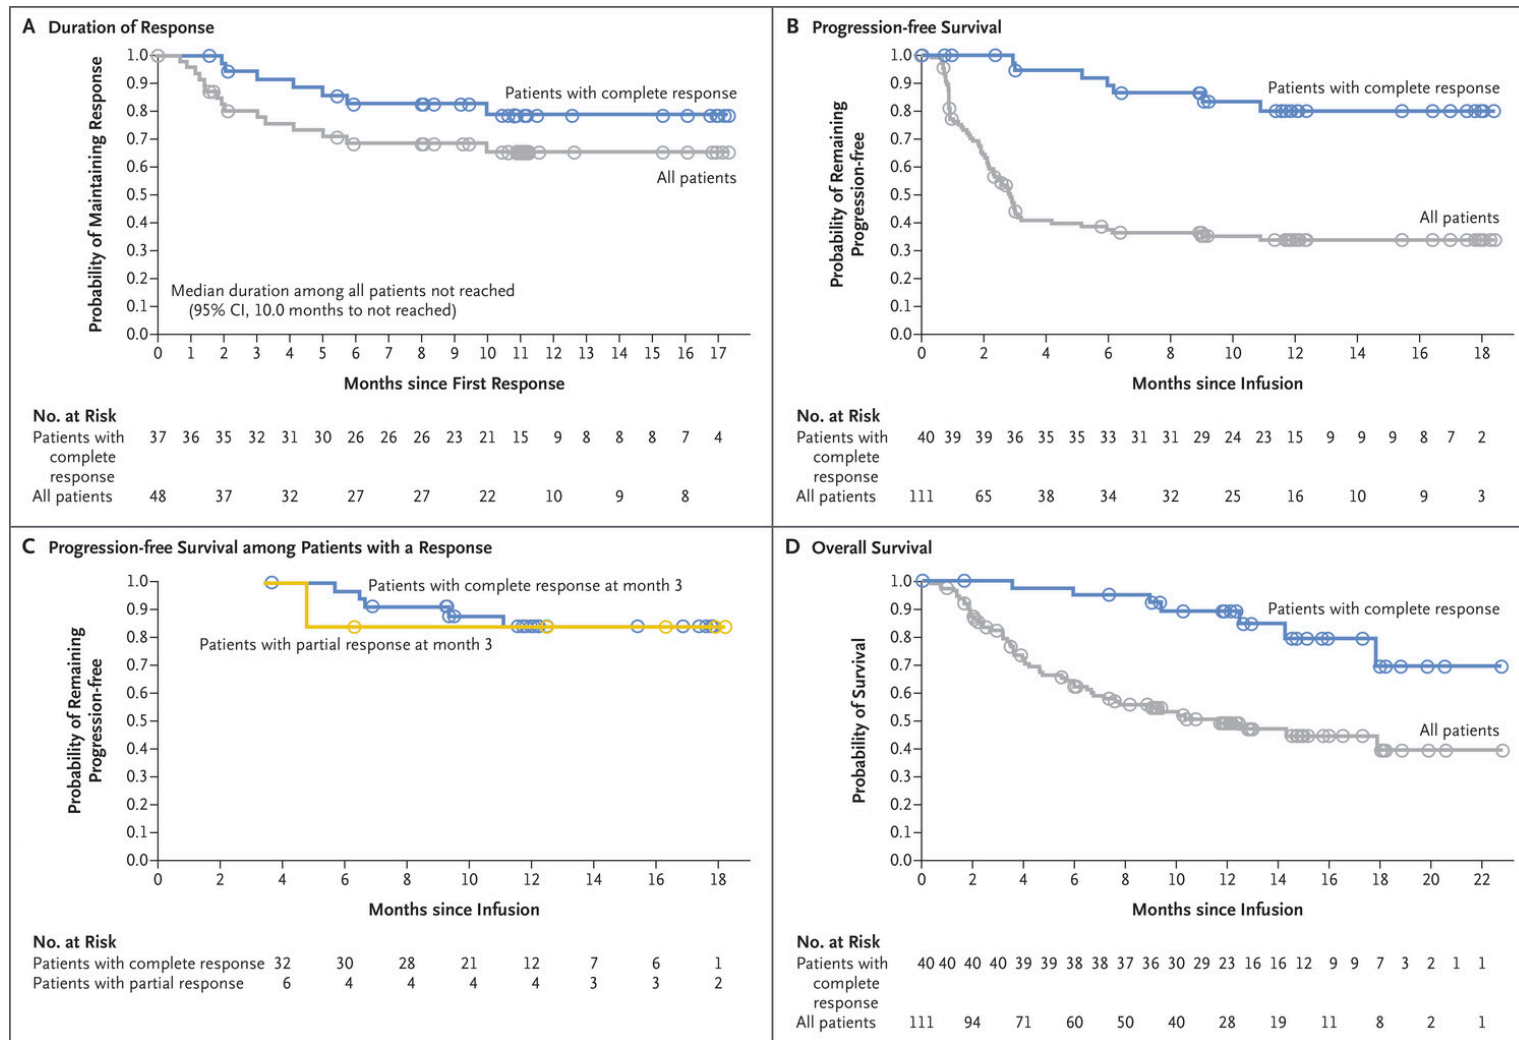 A Duration of Response
Probability of Maintaining Response
1.0
0.9
0.8
0.7
0.6
0.5
0.4
0.3
0.2
0.1
0.0
Patients with complete response
All patients
Median duration among all patients not reached
(95% CI, 10.0 months to not reached)
0 1 2 3 4 5 6 7 8 9 10 11 12 13 14 15 16 17
Months since First Response
No. at Risk
Patients with 37 36 35 32 31 30 26 26 26 23 21 15 9 8 8 8 7 4
complete
response
All patients 48 37 32 27 27 22 10 9 8
B Progression-free Survival
Probability of Remaining
Progression-free
1.0
0.9
0.8
0.7
0.6
0.5
0.4
0.3
0.2
0.1
0.0
Patients with complete response
All patients
0 2 4 6 8 10 12 14 16 18
Months since Infusion
No. at Risk
Patients with 40 39 39 36 35 35 33 31 31 29 24 23 15 9 9 9 8 7 2
complete
response
All patients 111 65 38 34 32 25 16 10 9 3
C Progression-free Survival among Patients with a Response
Probability of Remaining
Progression-free
1.0
0.9
0.8
0.7
0.6
0.5
0.4
0.3
0.2
0.1
0.0
Patients with complete response at month 3
Patients with partial response at month 3
0 2 4 6 8 10 12 14 16 18
Months since Infusion
No. at Risk
Patients with complete response 32 30 28 21 12 7 6 1
Patients with partial response 6 4 4 4 4 3 3 2
D Overall Survival
Probability of Survival
1.0
0.9
0.8
0.7
0.6
0.5
0.4
0.3
0.2
0.1
0.0
Patients with complete response
All patients
0 2 4 6 8 10 12 14 16 18 20 22
Months since Infusion
No. at Risk
Patients with 40 40 40 40 39 39 38 38 37 36 30 29 23 16 16 12 9 9 7 3 2 1 1
complete
response
All patients 111 94 71 60 50 40 28 19 11 8 2 1